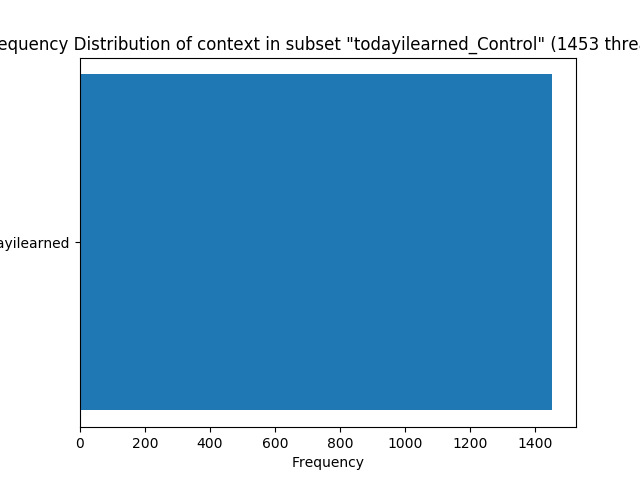 equency Distribution of context in subset "todayilearned_Control" (1453 threa
ayilearned
0 200 400 600 800 1000 1200 1400
Frequency